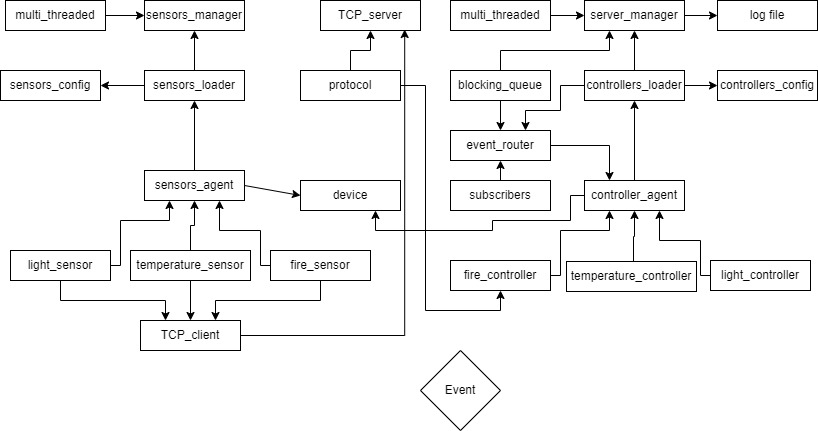 multi_threaded
sensors_manager
TCP_server
multi_threaded
server_manager
log file
sensors_config
sensors_loader
protocol
blocking_queue
controllers_loader
controllers_config
event_router
sensors_agent
device
subscribers
controller_agent
light_sensor
temperature_sensor
fire_sensor
fire_controller
temperature_controller
light_controller
TCP_client
Event